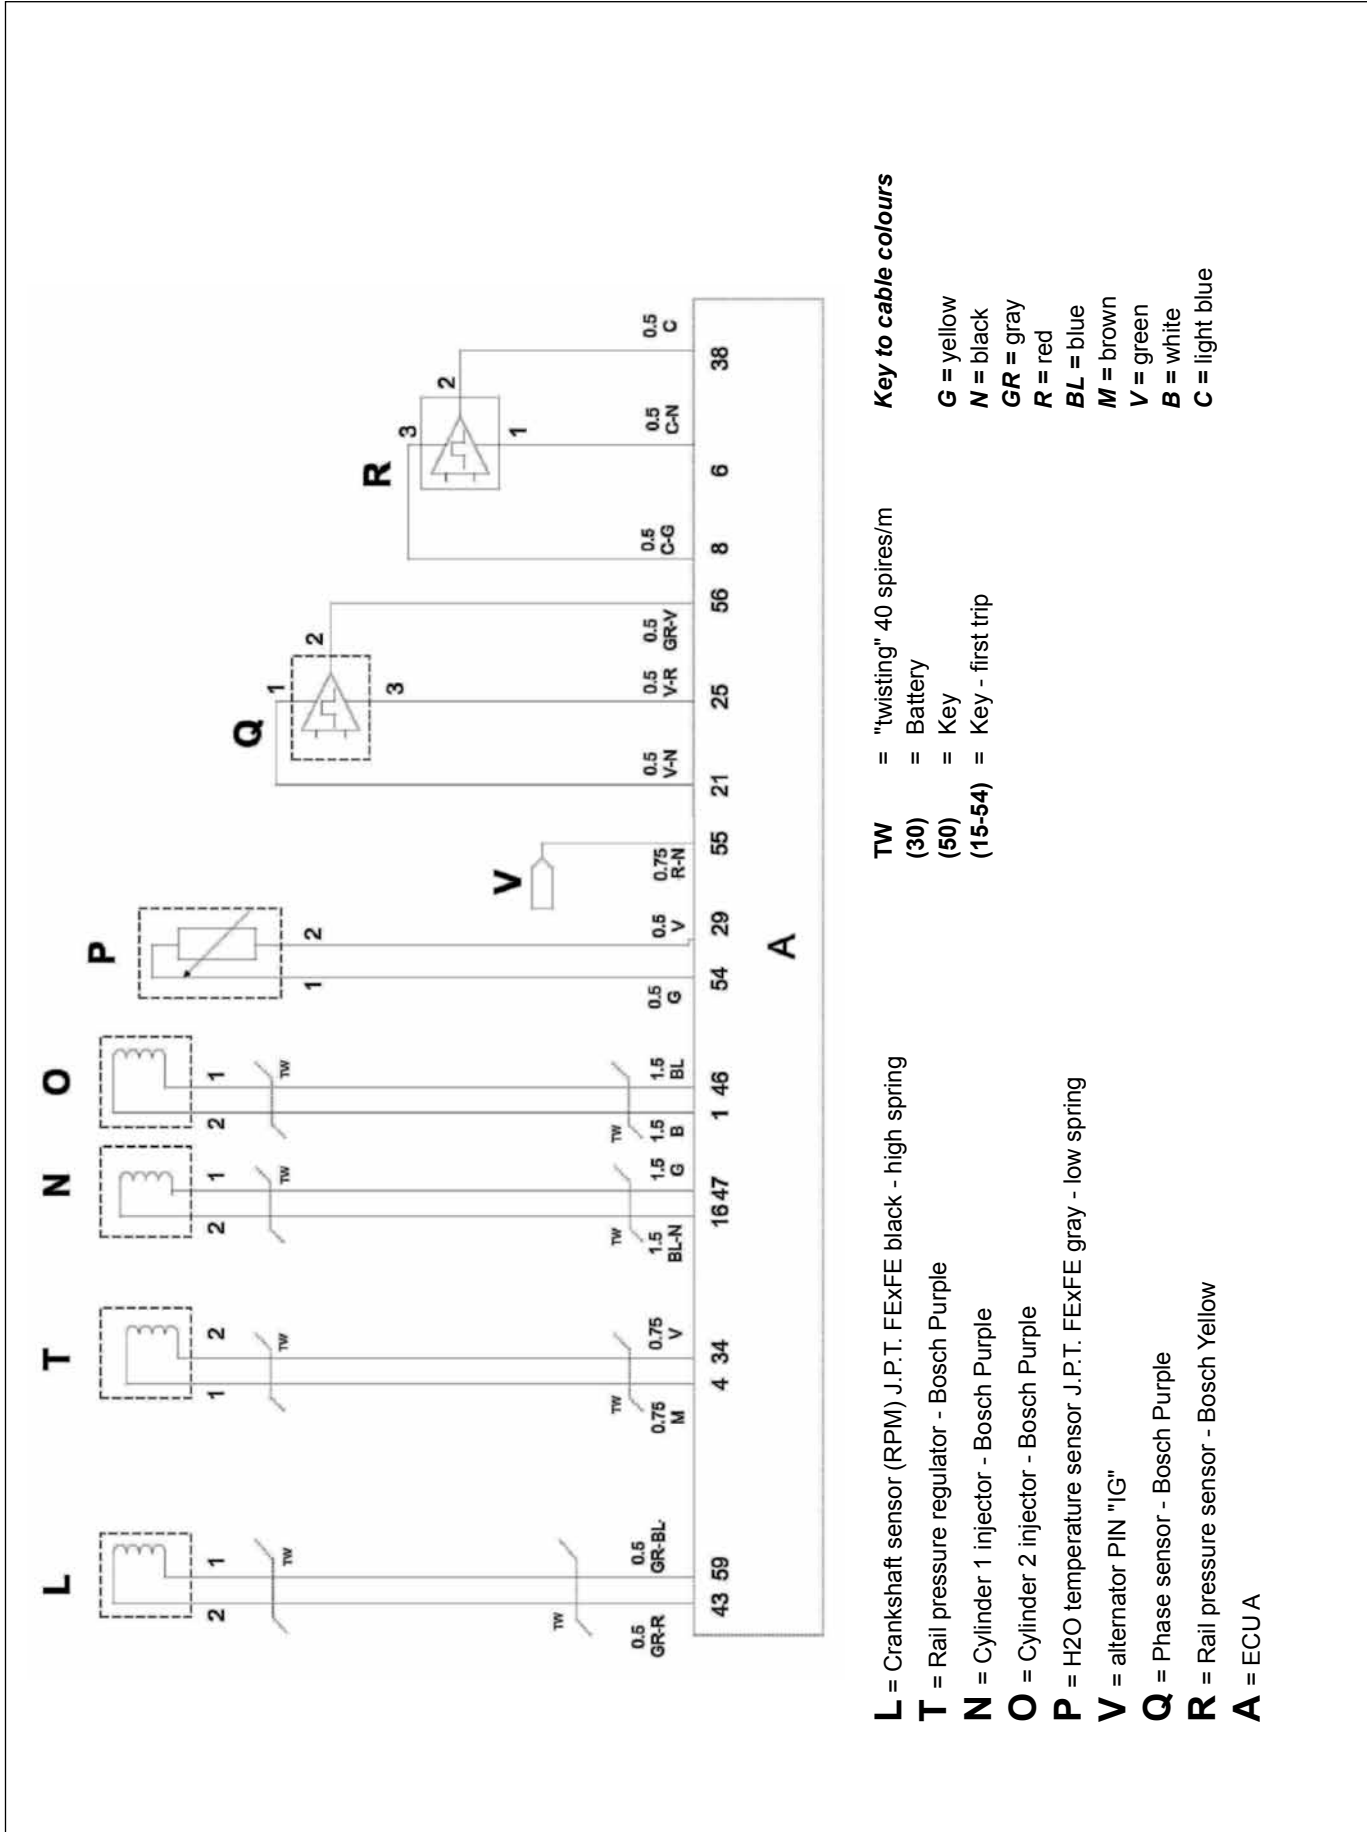 L T N O P V Q R
2 1 1 2 2 1 2 1 1 2 1 2 3 3 2 1
TW TW TW TW
TW TW TW TW
0.5 GR-R
0.5 GR-BL
0.75 M
0.75 V
1.5 BL-N
1.5 G
1.5 B
1.5 BL
0.5 G
0.5 V
0.75 R-N
0.5 V-N
0.5 V-R
0.5 GR-V
0.5 C-G
0.5 C-N
0.5 C
43 59 4 34 16 47 1 46 54 29 55 21 25 56 8 6 38
A
L = Crankshaft sensor (RPM) J.P.T. FExFE black - high spring
T = Rail pressure regulator - Bosch Purple
N = Cylinder 1 injector - Bosch Purple
O = Cylinder 2 injector - Bosch Purple
P = H2O temperature sensor J.P.T. FExFE gray - low spring
V = alternator PIN "IG"
Q = Phase sensor - Bosch Purple
R = Rail pressure sensor - Bosch Yellow
A = ECU A
TW = "twisting" 40 spires/m
(30) = Battery
(50) = Key
(15-54) = Key - first trip
Key to cable colours
G = yellow
N = black
GR = gray
R = red
BL = blue
M = brown
V = green
B = white
C = light blue